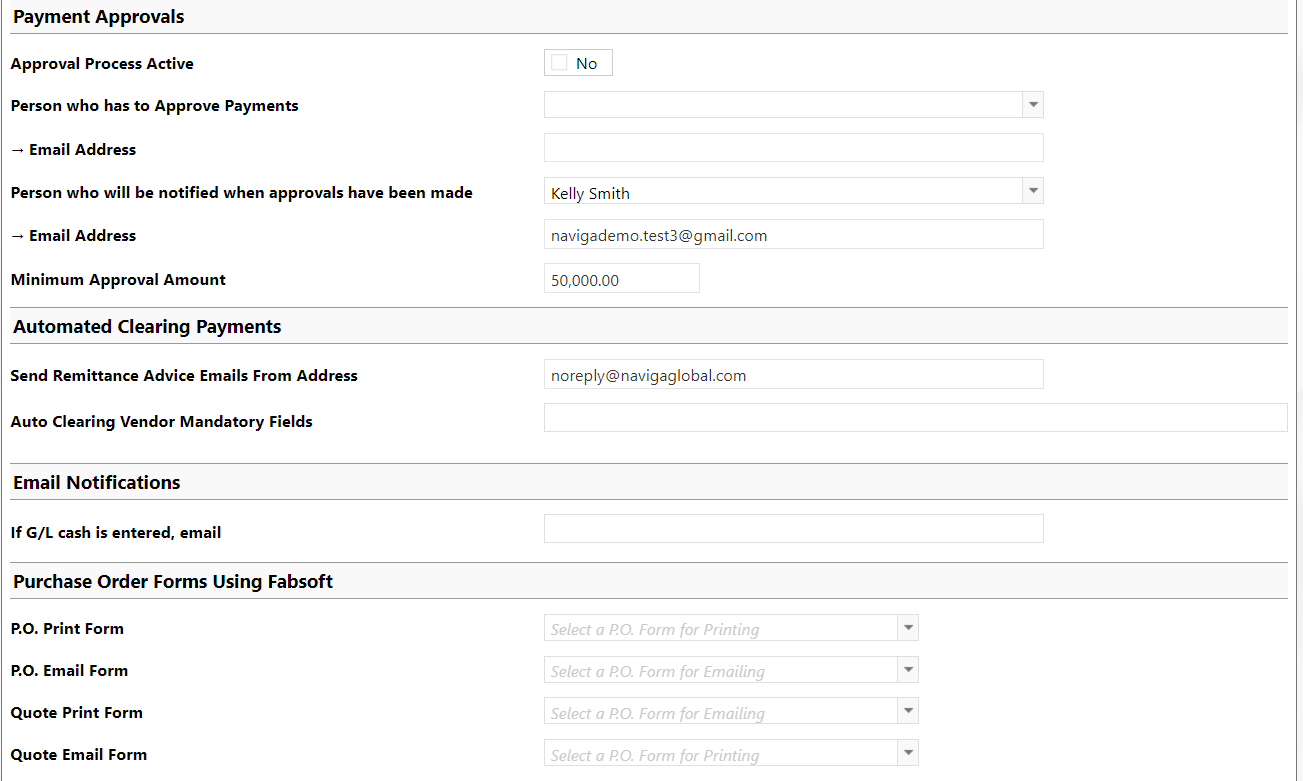 Payment Approvals
Approval Process Active No
Person who has to Approve Payments
→ Email Address
Person who will be notified when approvals have been made Kelly Smith
→ Email Address navigademo.test3@gmail.com
Minimum Approval Amount 50,000.00
Automated Clearing Payments
Send Remittance Advice Emails From Address noreply@navigaglobal.com
Auto Clearing Vendor Mandatory Fields
Email Notifications
If G/L cash is entered, email
Purchase Order Forms Using Fabsoft
P.O. Print Form Select a P.O. Form for Printing
P.O. Email Form Select a P.O. Form for Emailing
Quote Print Form Select a P.O. Form for Emailing
Quote Email Form Select a P.O. Form for Printing